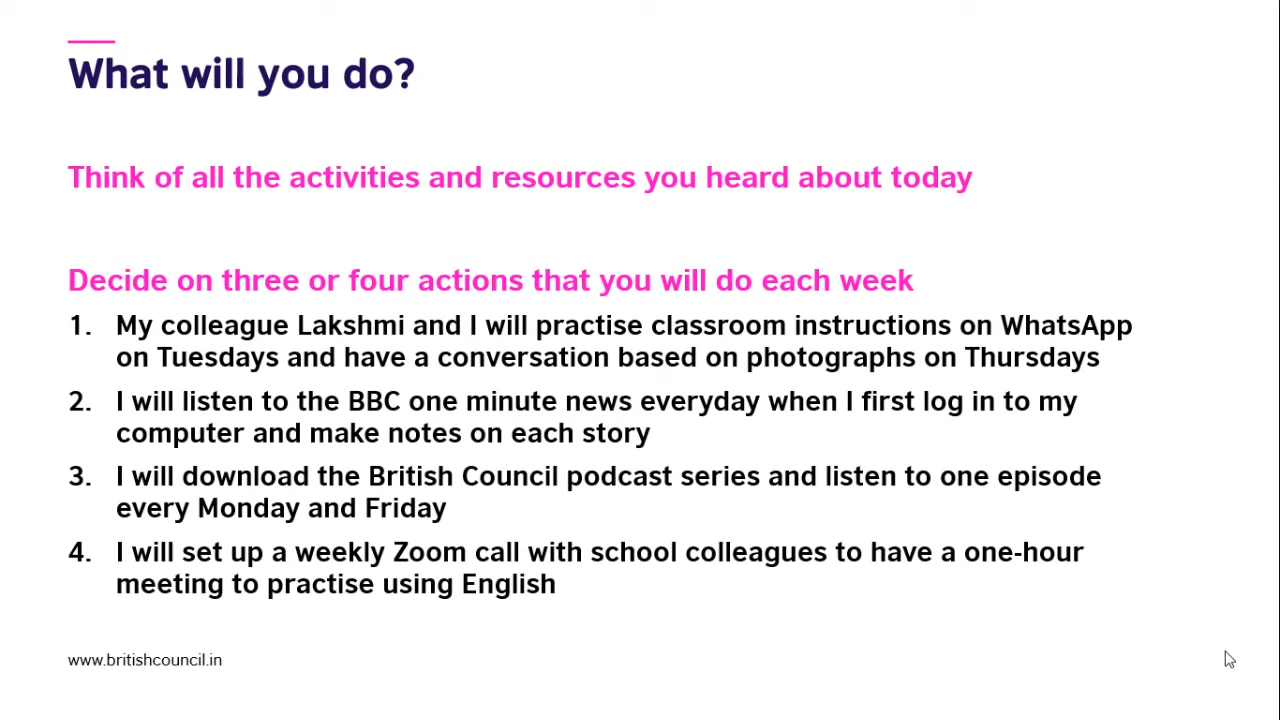 What will you do?
Think of all the activities and resources you heard about today
Decide on three or four actions that you will do each week
1. My colleague Lakshmi and I will practise classroom instructions on WhatsApp
on Tuesdays and have a conversation based on photographs on Thursdays
2. I will listen to the BBC one minute news everyday when I first log in to my
computer and make notes on each story
3. I will download the British Council podcast series and listen to one episode
every Monday and Friday
4. I will set up a weekly Zoom call with school colleagues to have a one-hour
meeting to practise using English
www.britishcouncil.in